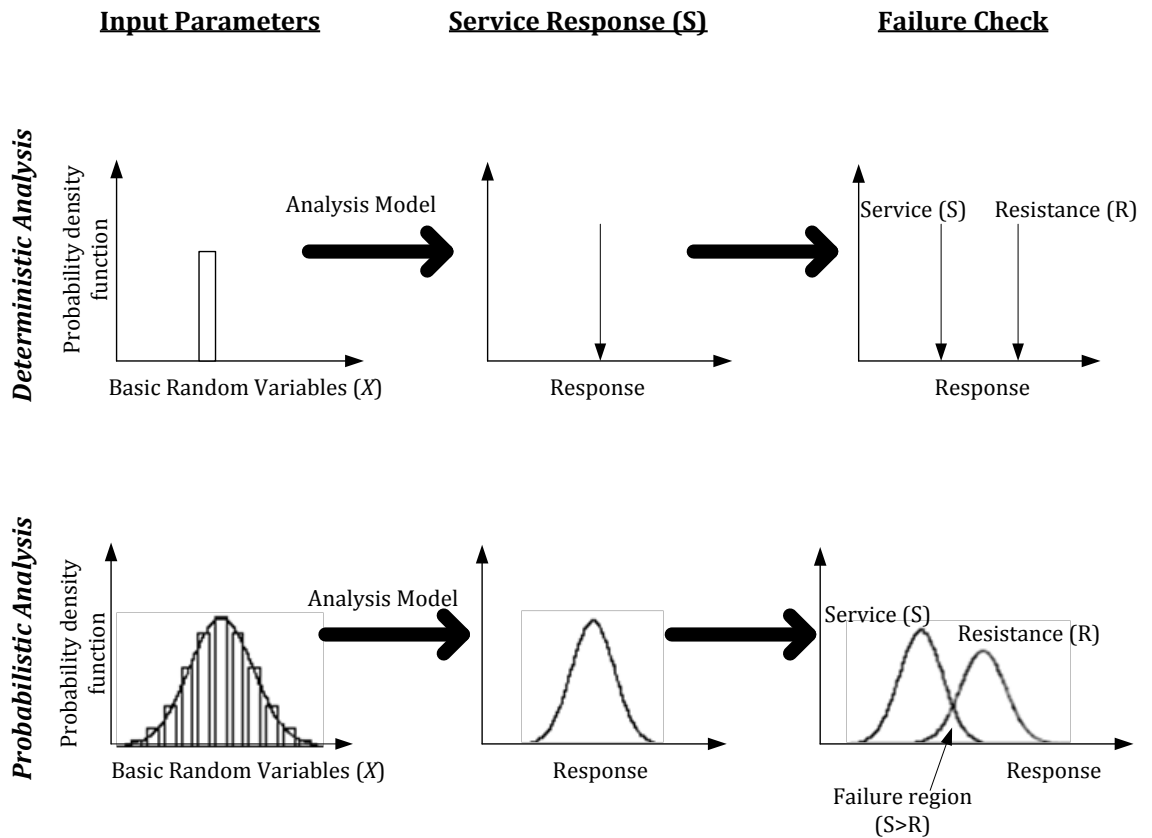 Input Parameters
Service Response (S)
Failure Check
Deterministic Analysis
Probability density
function
Analysis Model
Service (S)
Resistance (R)
Basic Random Variables (X)
Response
Response
Probabilistic Analysis
Probability density
function
Analysis Model
Service (S)
Resistance (R)
Basic Random Variables (X)
Response
Response
Failure region
(S>R)